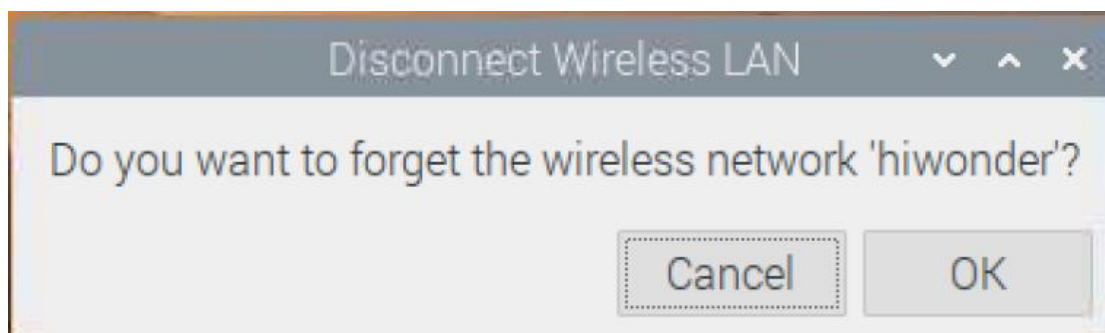 Disconnect Wireless LAN
Do you want to forget the wireless network 'hiwonder'?
Cancel
OK